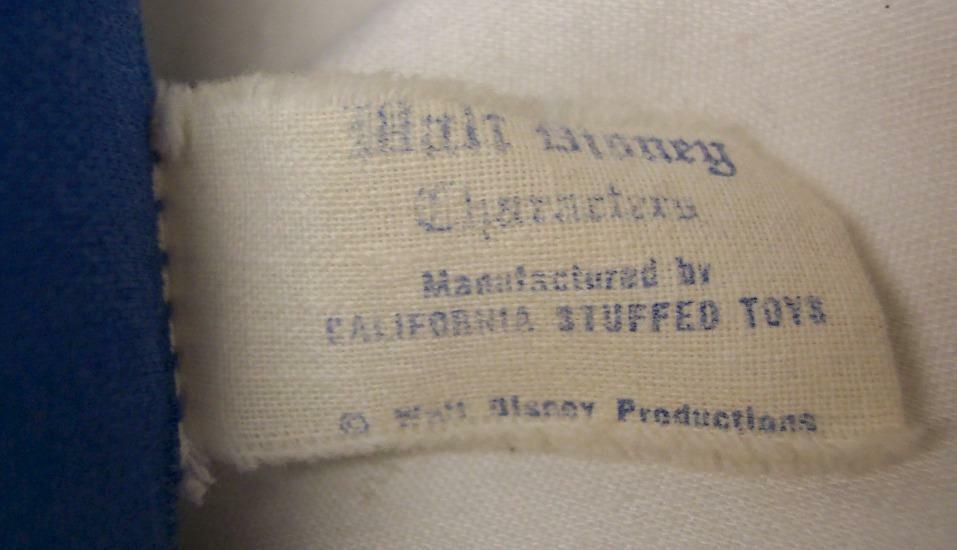 Walt Disney
Characters
Manufactured by
CALIFORNIA STUFFED TOYS
© Walt Disney Productions